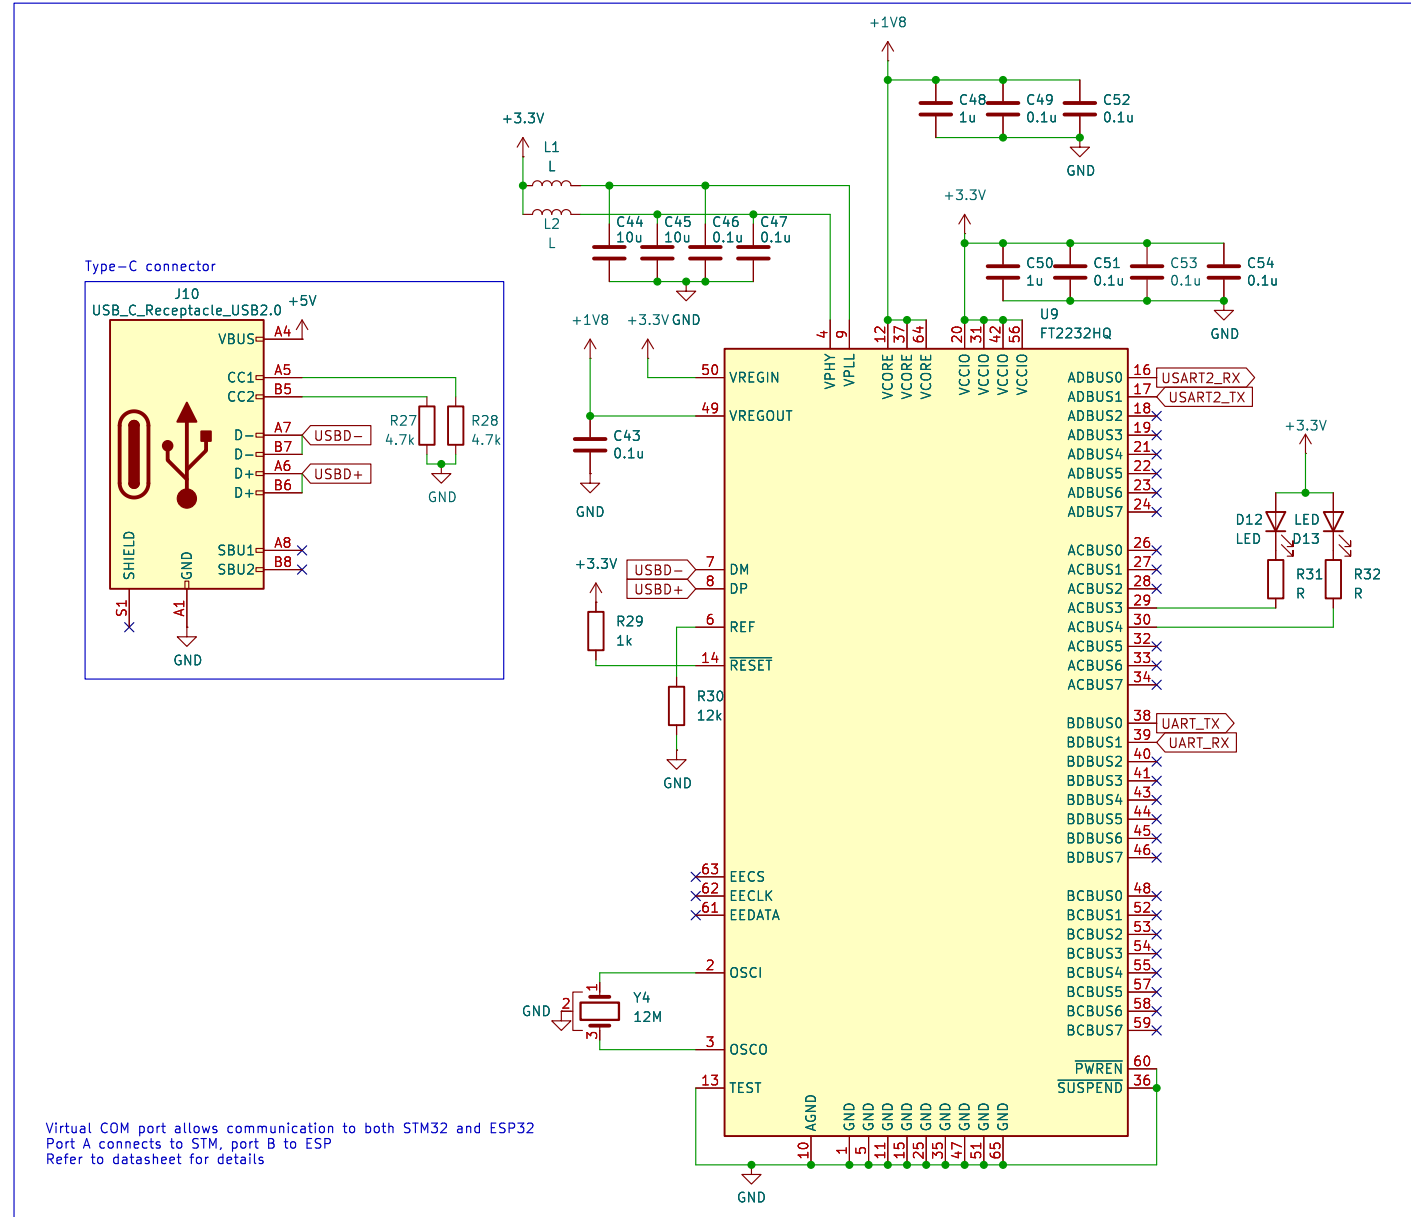 +1V8
C48
1u
C49
0.1u
C52
0.1u
GND
+3.3V
L1
L
L2
L
C44
10u
C45
10u
C46
0.1u
C47
0.1u
GND
+3.3V
C50
1u
C51
0.1u
C53
0.1u
C54
0.1u
GND
Type-C connector
J10
USB_C_Receptacle_USB2.0
+5V
VBUS
A4
CC1
A5
CC2
B5
D-
A7
USBD-
D-
B7
D+
A6
USBD+
D+
B6
SBU1
A8
SBU2
B8
SHIELD
S1
GND
A1
GND
R27
4.7k
R28
4.7k
GND
+1V8
+3.3V
C43
0.1u
GND
U9
FT2232HQ
4
VPHY
9
VPLL
12
VCORE
37
VCORE
64
VCORE
20
VCCIO
31
VCCIO
42
VCCIO
56
VCCIO
50
VREGIN
49
VREGOUT
USBD-
7
DM
USBD+
8
DP
+3.3V
R29
1k
6
REF
14
RESET
R30
12k
GND
63
EECS
62
EECLK
61
EEDATA
2
OSCI
3
OSCO
Y4
12M
1
2
3
GND
13
TEST
ADBUS0
16
USART2_RX
ADBUS1
17
USART2_TX
ADBUS2
18
ADBUS3
19
ADBUS4
21
ADBUS5
22
ADBUS6
23
ADBUS7
24
ACBUS0
26
ACBUS1
27
ACBUS2
28
ACBUS3
29
ACBUS4
30
ACBUS5
32
ACBUS6
33
ACBUS7
34
+3.3V
D12
LED
LED
D13
R31
R
R32
R
BDBUS0
38
UART_TX
BDBUS1
39
UART_RX
BDBUS2
40
BDBUS3
41
BDBUS4
43
BDBUS5
44
BDBUS6
45
BDBUS7
46
BCBUS0
48
BCBUS1
52
BCBUS2
53
BCBUS3
54
BCBUS4
55
BCBUS5
57
BCBUS6
58
BCBUS7
59
PWREN
60
SUSPEND
36
AGND
10
GND
1
GND
5
GND
11
GND
15
GND
25
GND
35
GND
47
GND
51
GND
65
GND
Virtual COM port allows communication to both STM32 and ESP32
Port A connects to STM, port B to ESP
Refer to datasheet for details